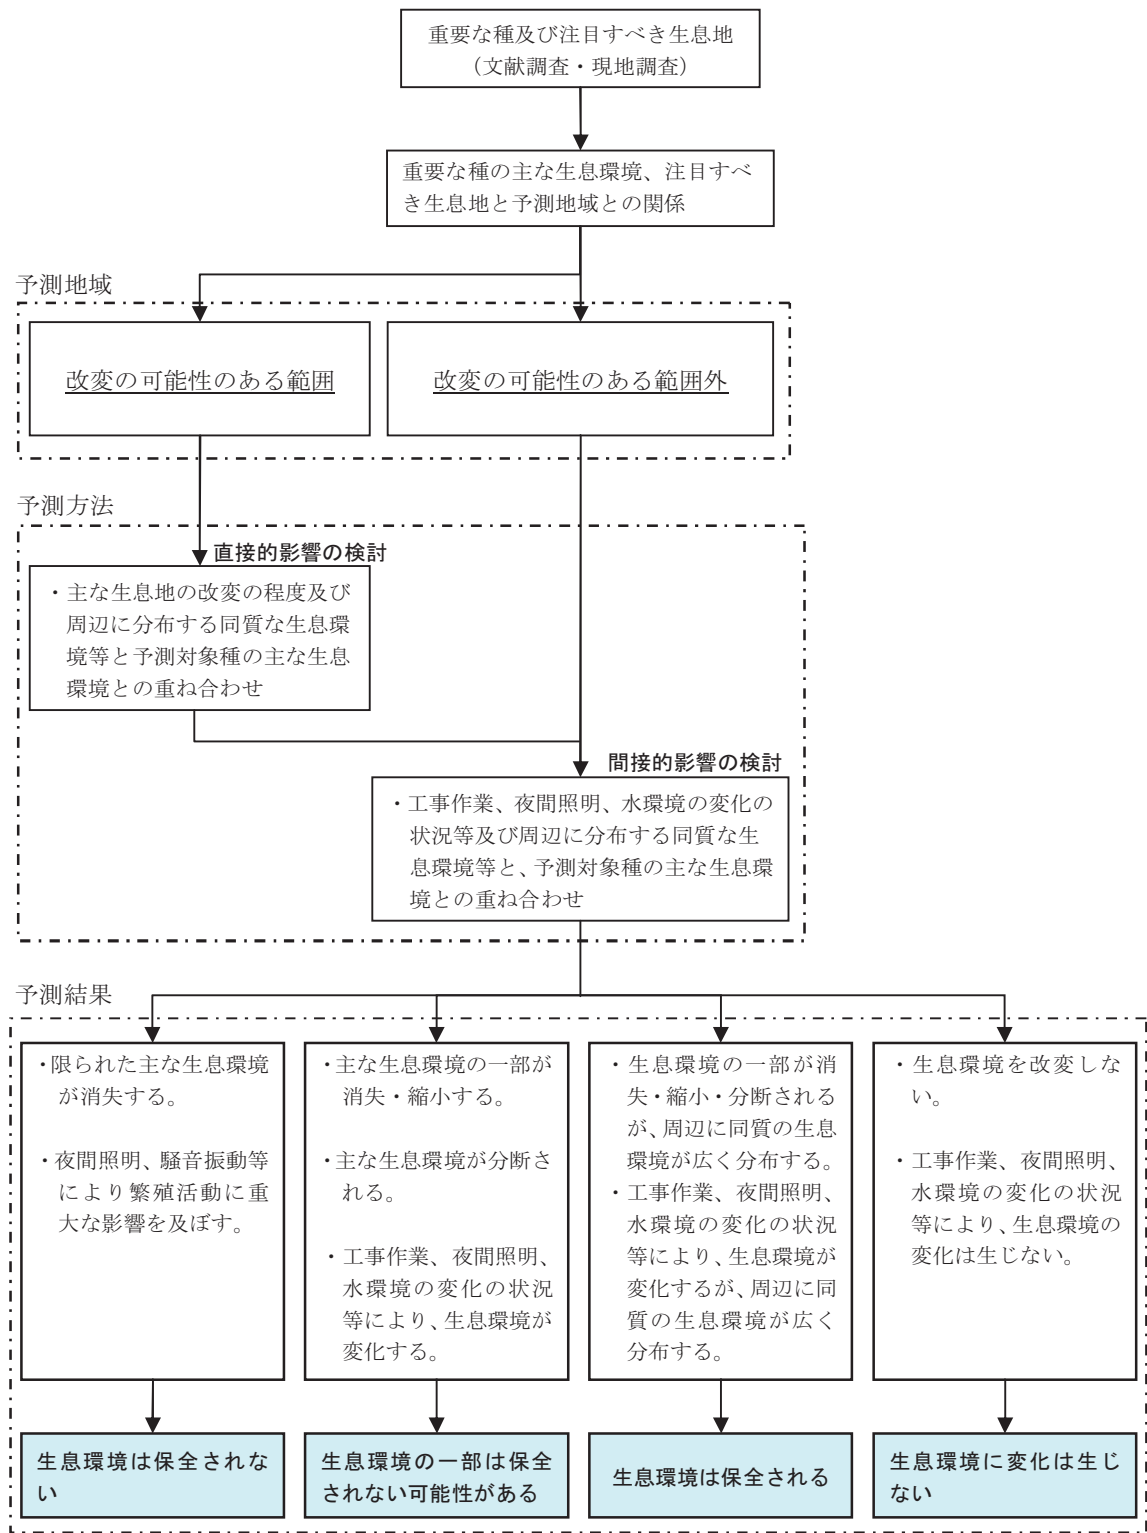 重要な種及び注目すべき生息地
（文献調査・現地調査）
重要な種の主な生息環境、注目すべ
き生息地と予測地域との関係
予測地域
改変の可能性のある範囲
改変の可能性のある範囲外
予測方法
直接的影響の検討
・主な生息地の改変の程度及び
周辺に分布する同質な生息環
境等と予測対象種の主な生息
環境との重ね合わせ
間接的影響の検討
・工事作業、夜間照明、水環境の変化の
状況等及び周辺に分布する同質な生
息環境等と、予測対象種の主な生息環
境との重ね合わせ
予測結果
・限られた主な生息環境
が消失する。
・夜間照明、騒音振動等
により繁殖活動に重
大な影響を及ぼす。
・主な生息環境の一部が
消失・縮小する。
・主な生息環境が分断さ
れる。
・工事作業、夜間照明、
水環境の変化の状況
等により、生息環境が
変化する。
・生息環境の一部が消
失・縮小・分断される
が、周辺に同質の生息
環境が広く分布する。
・工事作業、夜間照明、
水環境の変化の状況
等により、生息環境が
変化するが、周辺に同
質の生息環境が広く
分布する。
・生息環境を改変しな
い。
・工事作業、夜間照明、
水環境の変化の状況
等により、生息環境の
変化は生じない。
生息環境は保全されな
い
生息環境の一部は保全
されない可能性がある
生息環境は保全される
生息環境に変化は生じ
ない